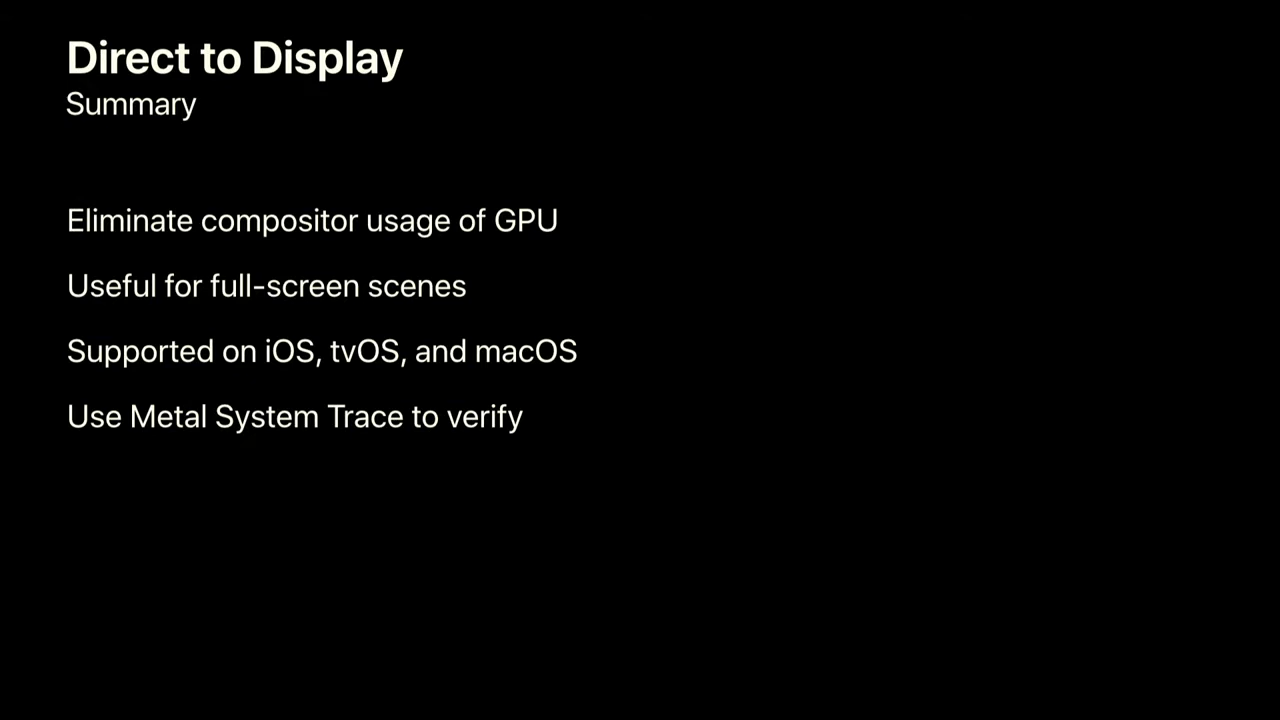 Direct to Display
Summary
Eliminate compositor usage of GPU
Useful for full-screen scenes
Supported on iOS, tvOS, and macOS
Use Metal System Trace to verify